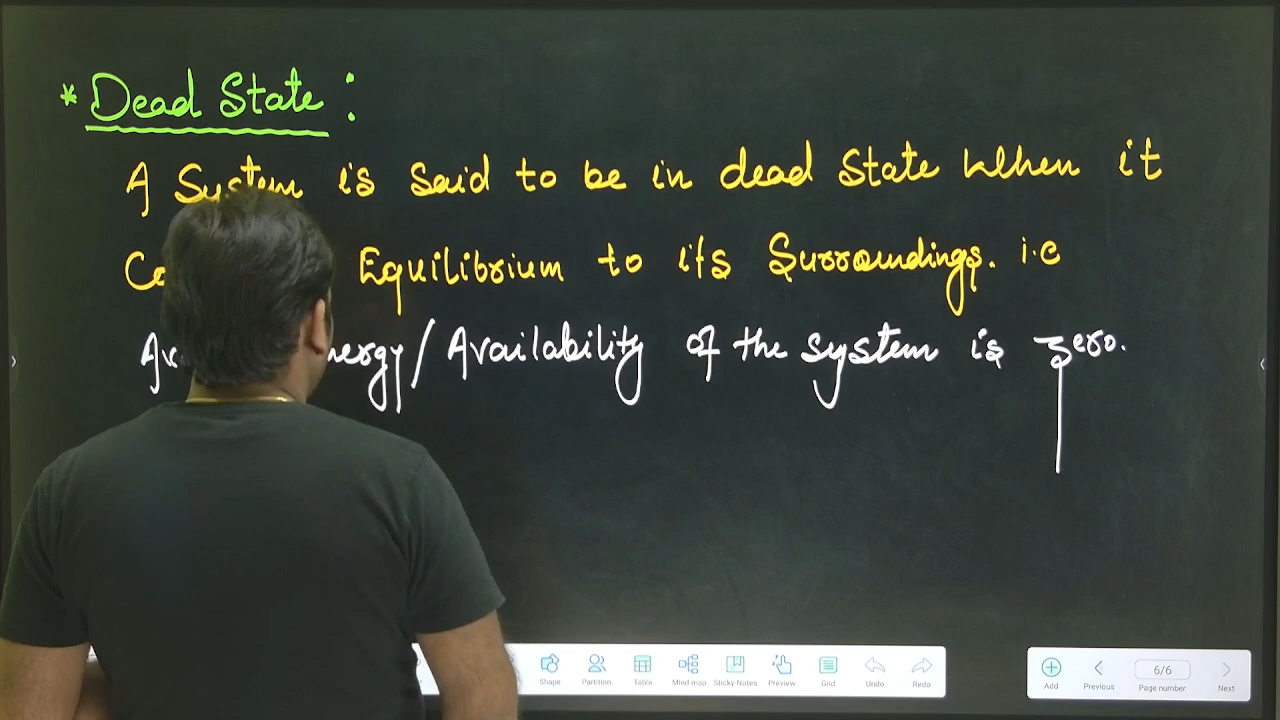 * Dead State :
A System is said to be in dead State when it
Equilibrium to its Surroundings. i.e
/Availability of the system is zero.
Shape Partition Table Mind map Sticky Notes Preview Grid Undo Redo
Add Previous 6/6 Page number Next